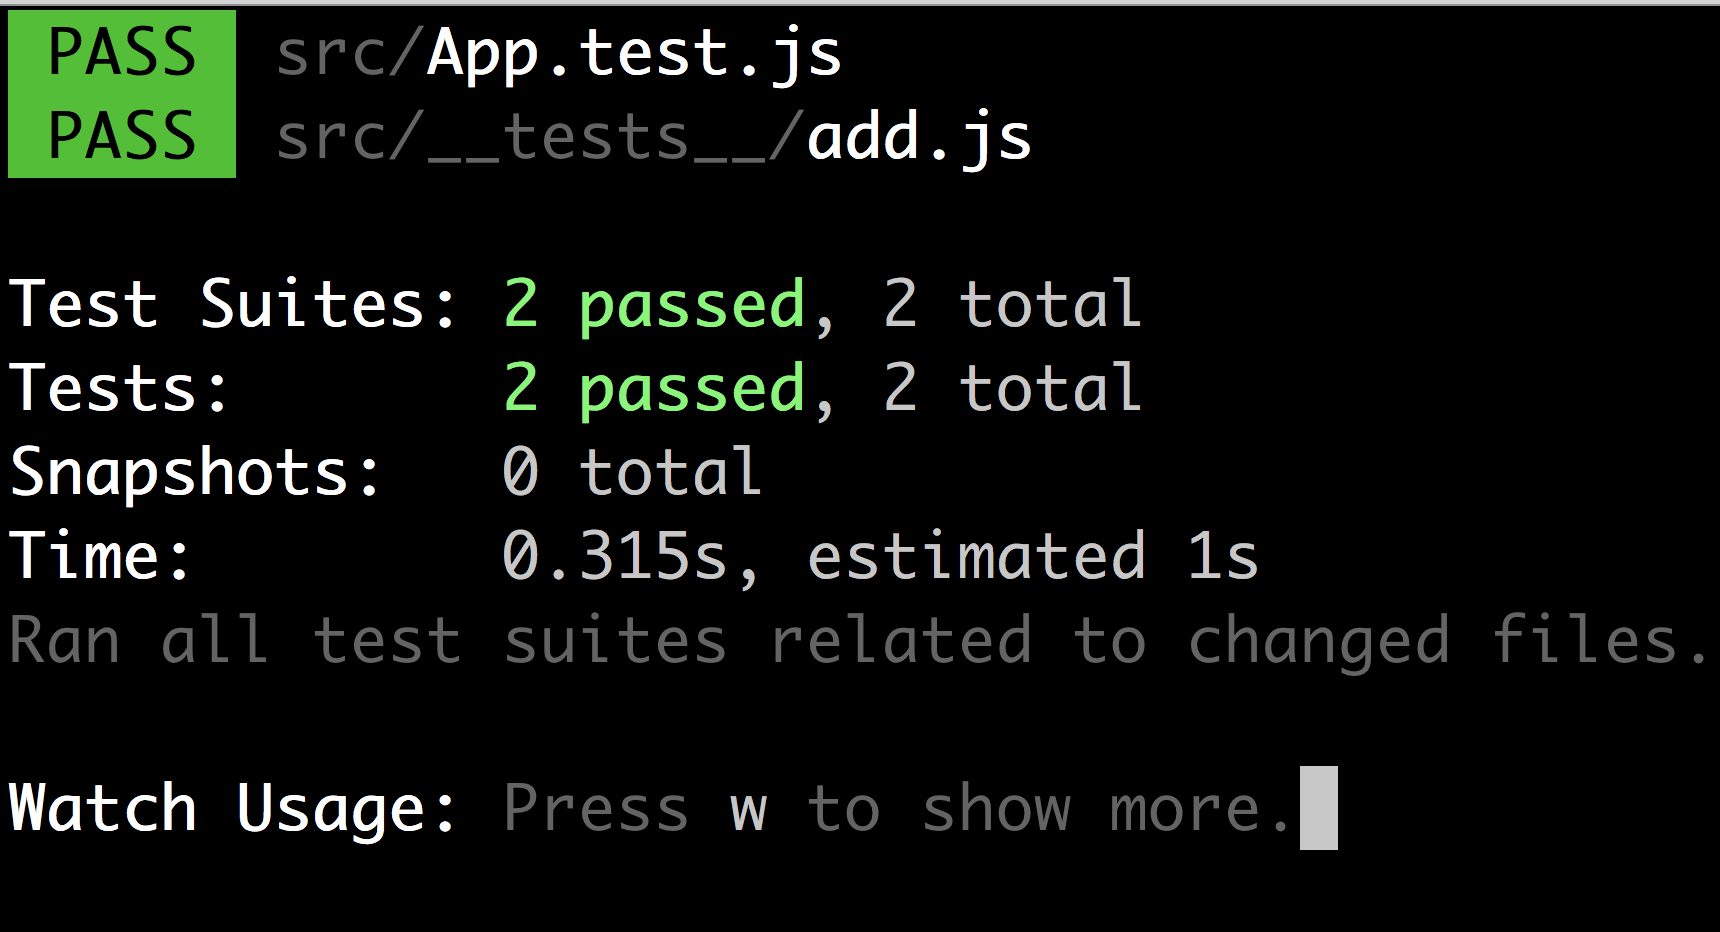 PASS src/App.test.js
PASS src/__tests__/add.js
Test Suites: 2 passed, 2 total
Tests: 2 passed, 2 total
Snapshots: 0 total
Time: 0.315s, estimated 1s
Ran all test suites related to changed files.
Watch Usage: Press w to show more.